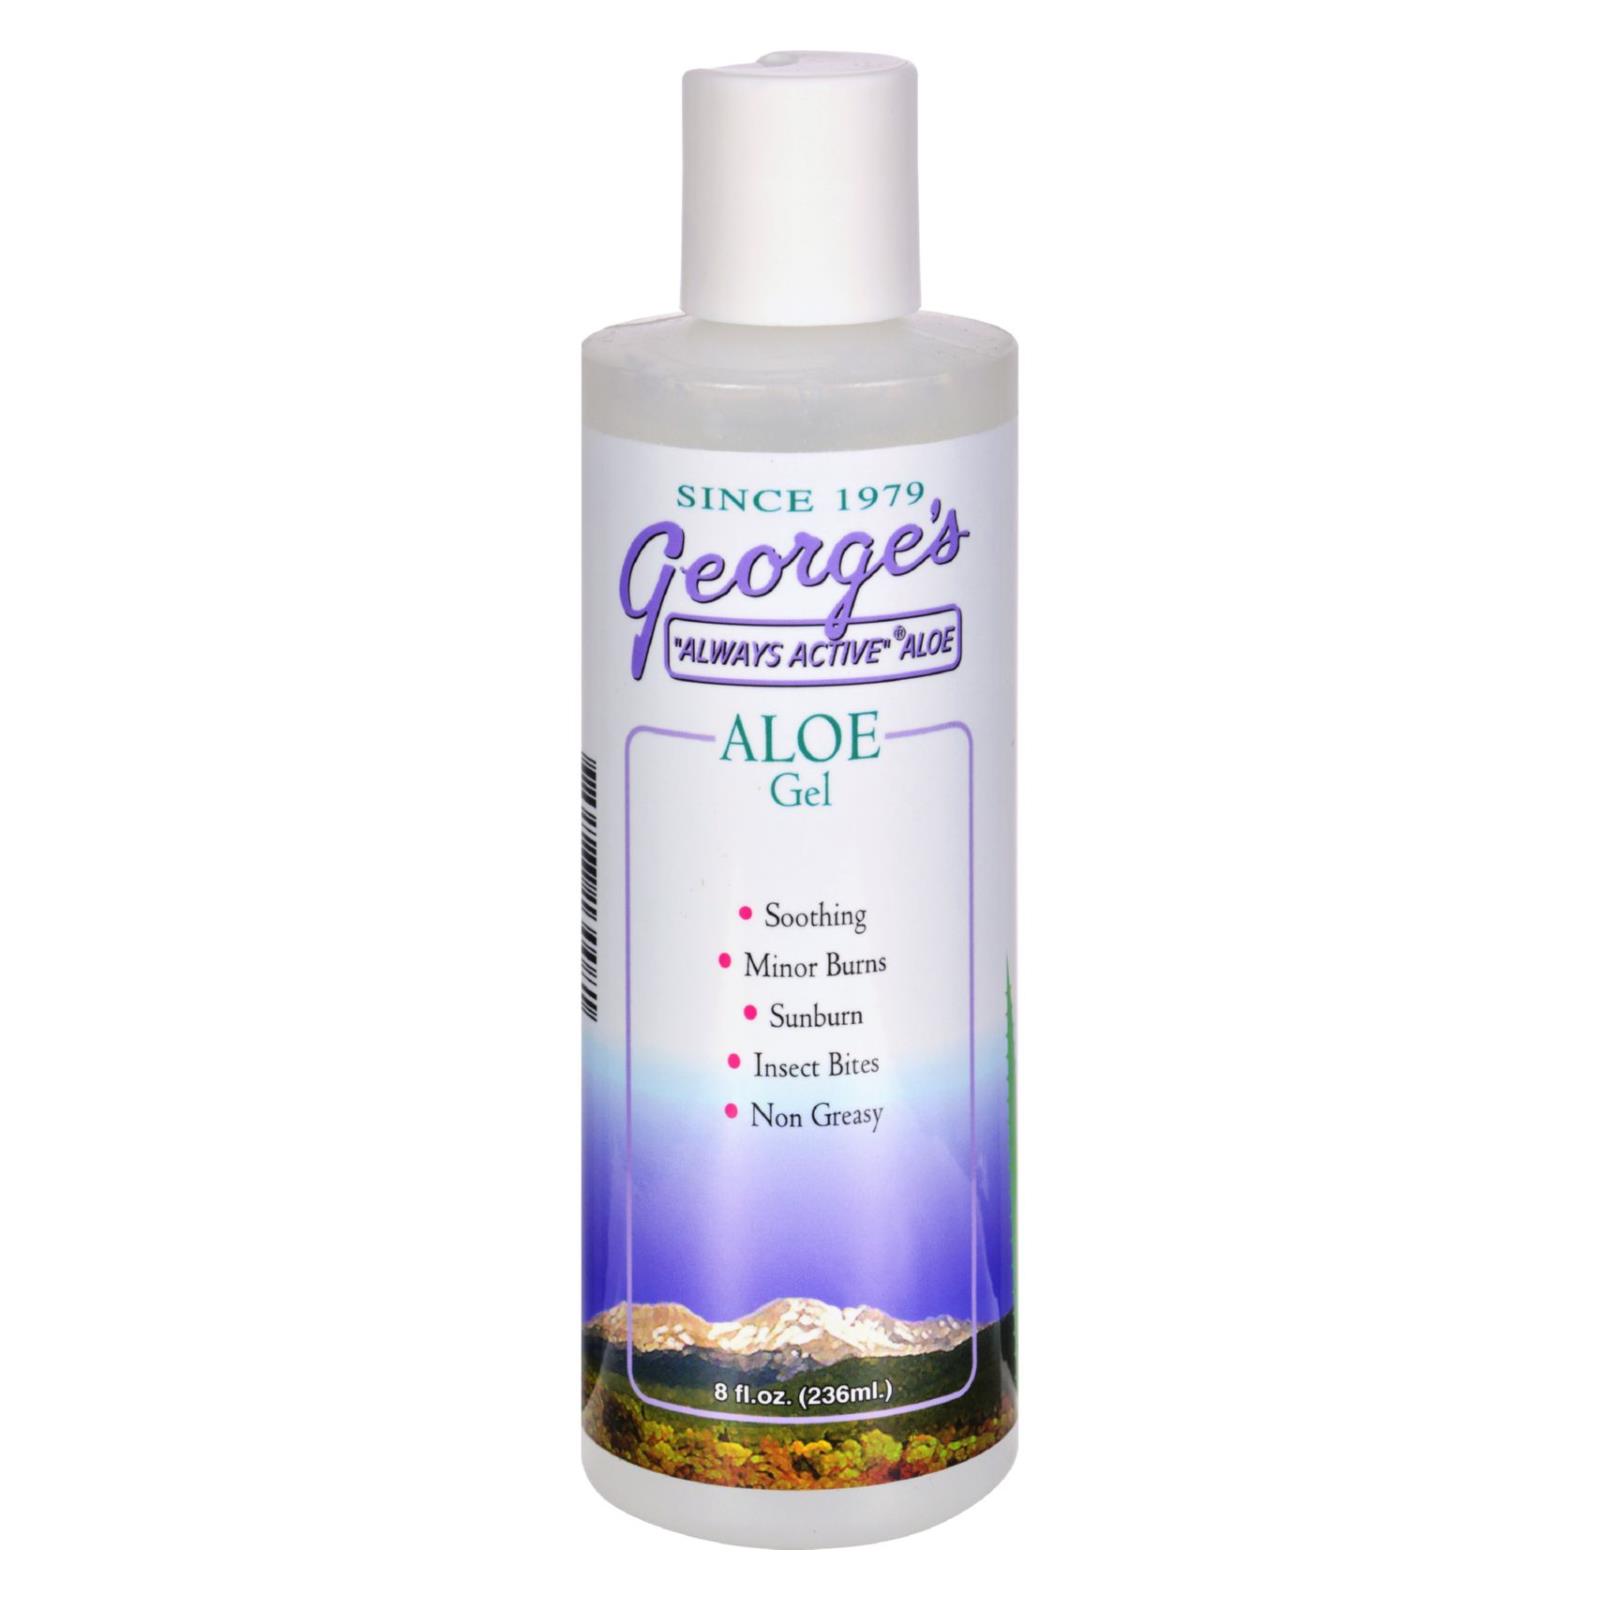 SINCE 1979
George's
"ALWAYS ACTIVE"® ALOE
ALOE
Gel
• Soothing
• Minor Burns
• Sunburn
• Insect Bites
• Non Greasy
8 fl.oz. (236ml.)